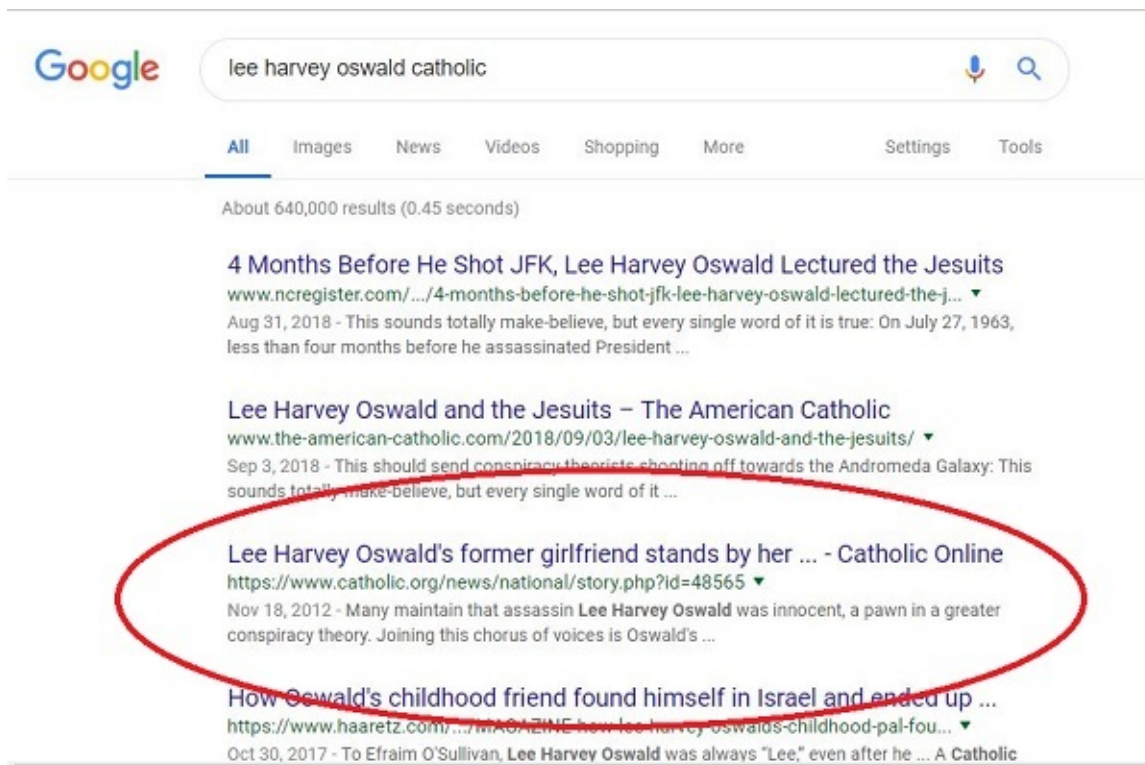 Google lee harvey oswald catholic
All Images News Videos Shopping More Settings Tools
About 640,000 results (0.45 seconds)
4 Months Before He Shot JFK, Lee Harvey Oswald Lectured the Jesuits
www.ncregister.com/.../4-months-before-he-shot-jfk-lee-harvey-oswald-lectured-the-j...
Aug 31, 2018 - This sounds totally make-believe, but every single word of it is true: On July 27, 1963,
less than four months before he assassinated President ...
Lee Harvey Oswald and the Jesuits – The American Catholic
www.the-american-catholic.com/2018/09/03/lee-harvey-oswald-and-the-jesuits/
Sep 3, 2018 - This should send conspiracy theorists shooting off towards the Andromeda Galaxy: This
sounds totally make-believe, but every single word of it ...
Lee Harvey Oswald's former girlfriend stands by her ... - Catholic Online
https://www.catholic.org/news/national/story.php?id=48565
Nov 18, 2012 - Many maintain that assassin Lee Harvey Oswald was innocent, a pawn in a greater
conspiracy theory. Joining this chorus of voices is Oswald's ...
How Oswald's childhood friend found himself in Israel and ended up ...
https://www.haaretz.com/.../MAGAZINE-how-lee-harvey-oswalds-childhood-pal-fou...
Oct 30, 2017 - To Efraim O'Sullivan, Lee Harvey Oswald was always "Lee," even after he ... A Catholic